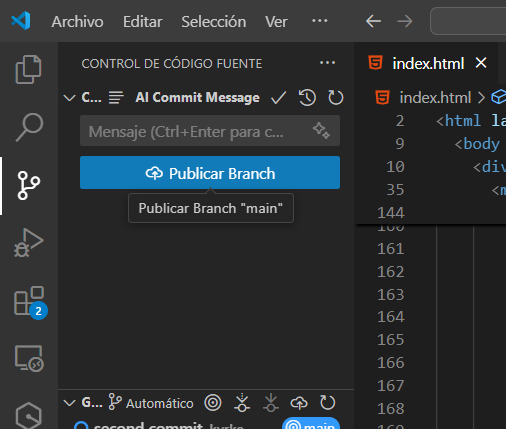 Archivo Editar Selección Ver ...
CONTROL DE CÓDIGO FUENTE ...
index.html
C... AI Commit Message
index.html >
Mensaje (Ctrl+Enter para c...
2 <html la
9 <body
Publicar Branch
10 <div
35 <m
Publicar Branch "main"
144
160
161
162
163
164
165
166
167
168
169
2
G... Automático
second commit kyrke
main